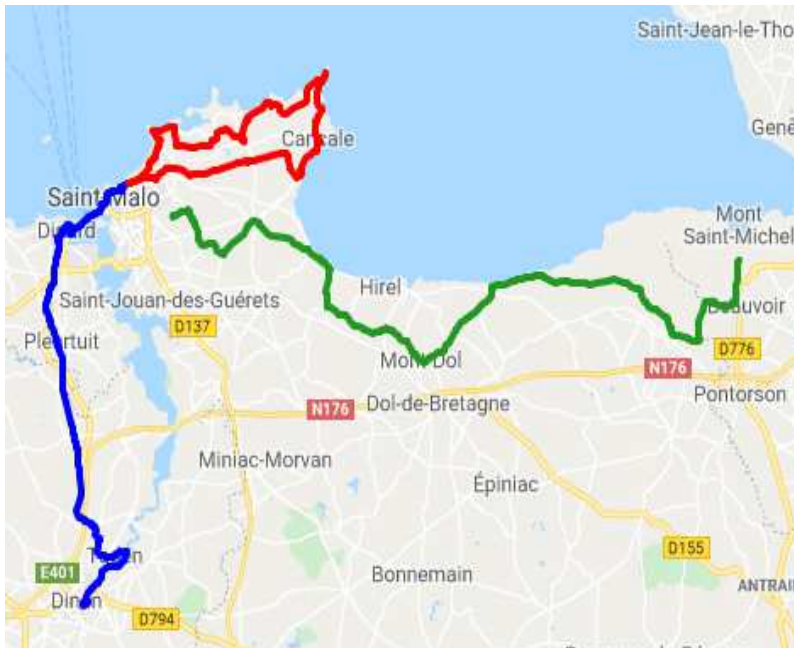 Saint-Jean-le-Tho
Cancale
Genê
Saint-Malo
Mont
Saint-Michel
Dinard
Hirel
Saint-Jouan-des-Guérets
Beauvoir
D137
Pleurtuit
D776
Mont-Dol
N176
Pontorson
N176
Dol-de-Bretagne
Miniac-Morvan
Épiniac
D155
Taden
E401
Bonnemain
ANTRAIN
Dinan
D794